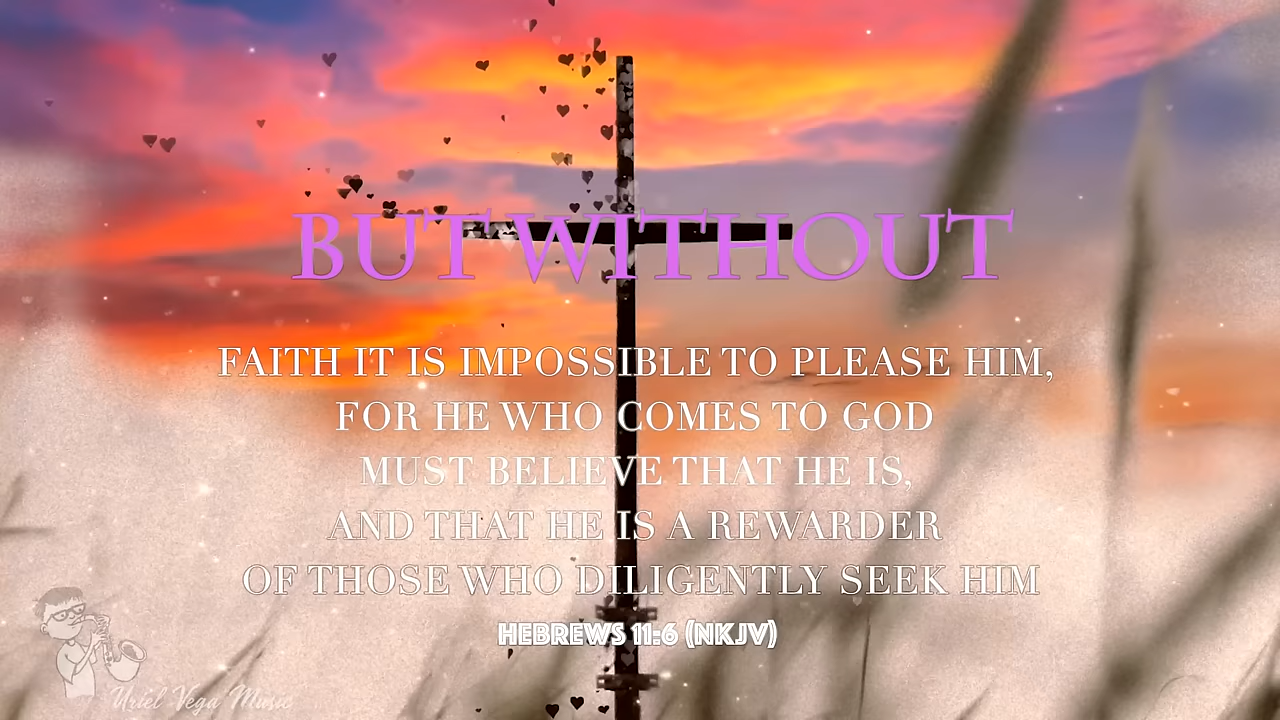 BUT WITHOUT
FAITH IT IS IMPOSSIBLE TO PLEASE HIM,
FOR HE WHO COMES TO GOD
MUST BELIEVE THAT HE IS,
AND THAT HE IS A REWARDER
OF THOSE WHO DILIGENTLY SEEK HIM
HEBREWS 11:6 (NKJV)
Uriel Vega Music